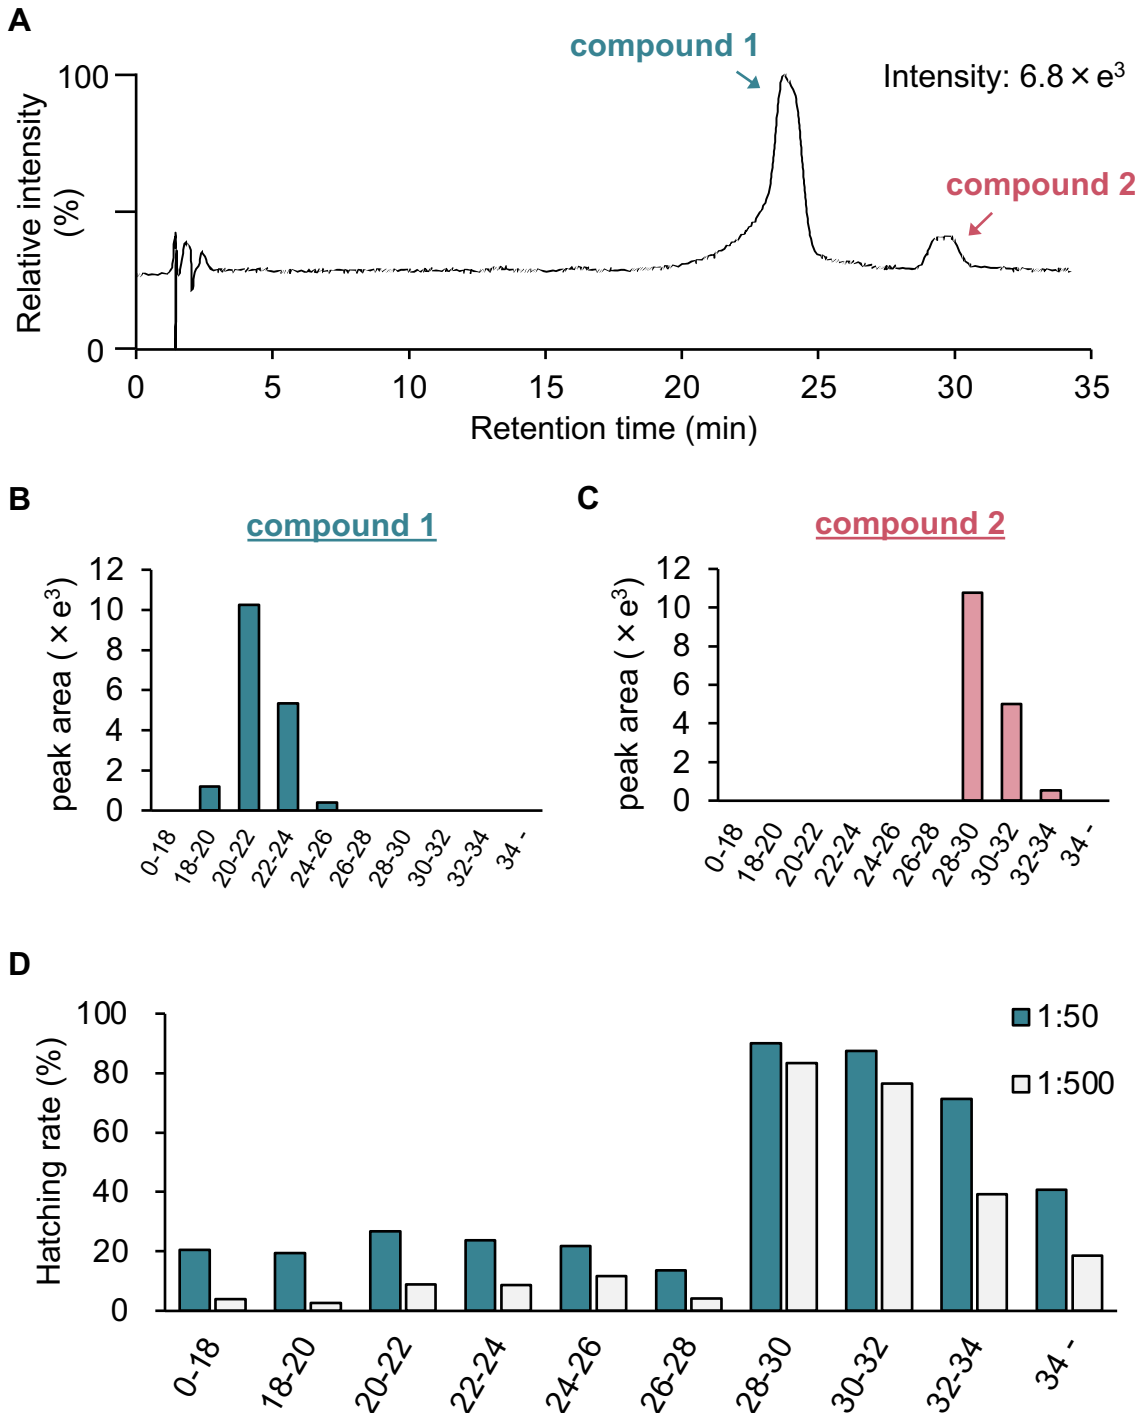 A
compound 1
Intensity: 6.8 × e³
compound 2
Relative intensity
(%)
100
0
0 5 10 15 20 25 30 35
Retention time (min)
B
compound 1
peak area ( × e³)
12
10
8
6
4
2
0
0-18 18-20 20-22 22-24 24-26 26-28 28-30 30-32 32-34 34 -
C
compound 2
peak area ( × e³)
12
10
8
6
4
2
0
0-18 18-20 20-22 22-24 24-26 26-28 28-30 30-32 32-34 34 -
D
Hatching rate (%)
100
80
60
40
20
0
1:50
1:500
0-18 18-20 20-22 22-24 24-26 26-28 28-30 30-32 32-34 34 -